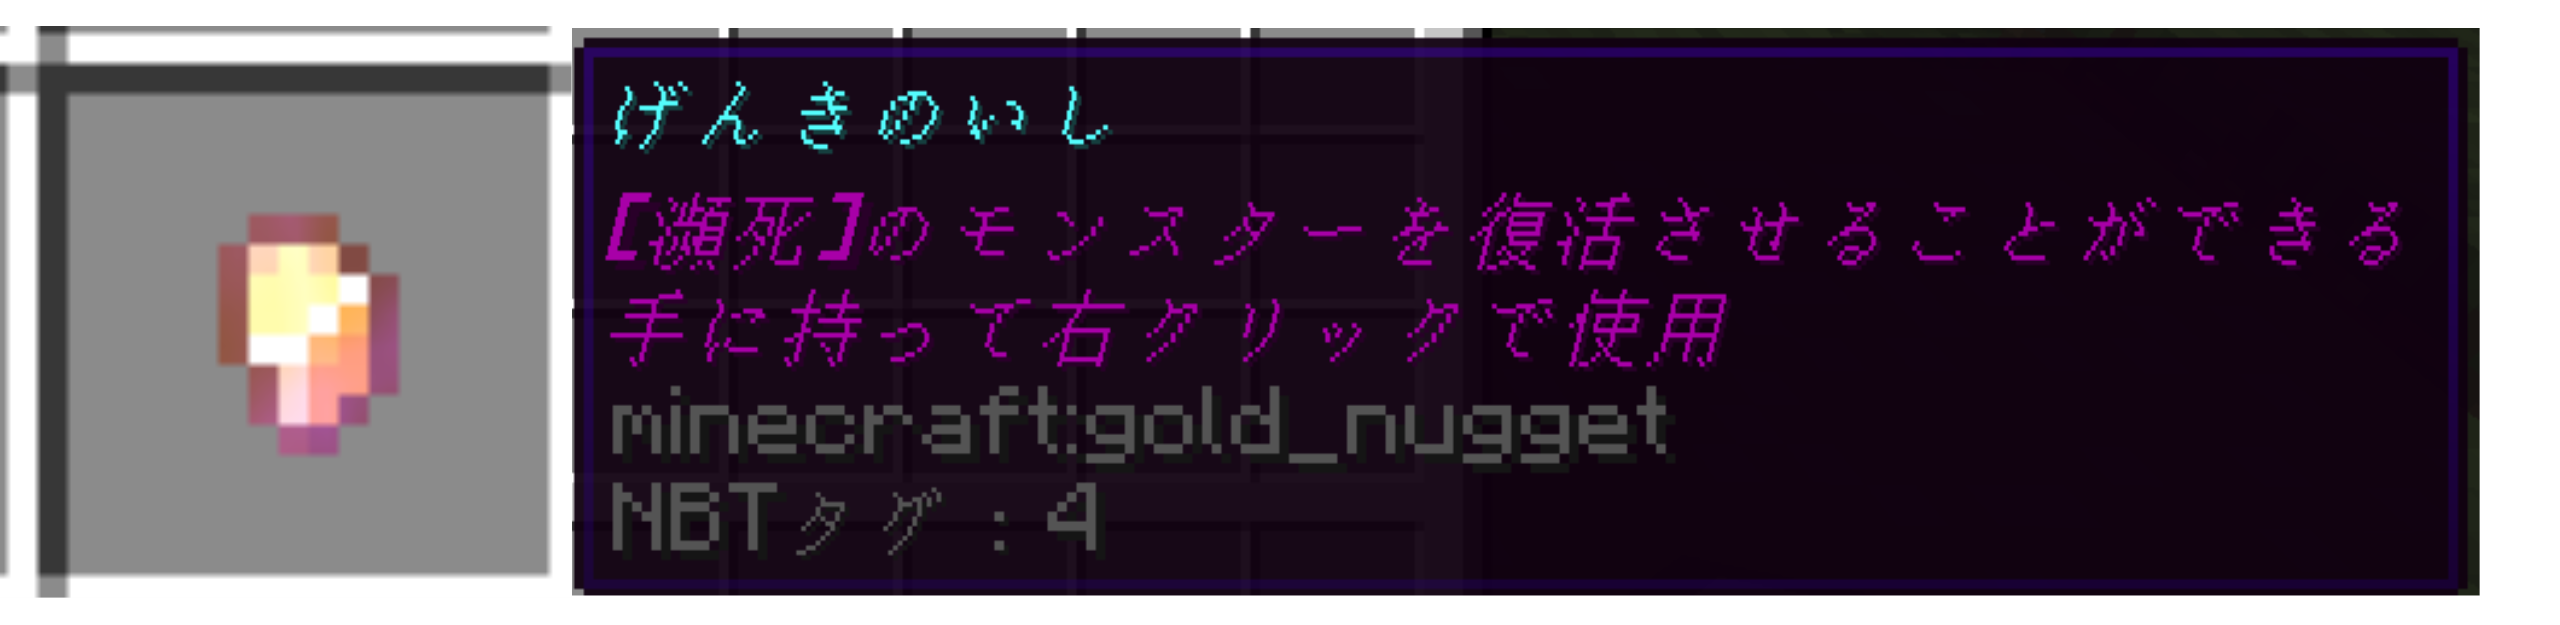 げんきのいし
【瀕死】のモンスターを復活させることができる
手に持って右クリックで使用
minecraft:gold_nugget
NBTタグ：4